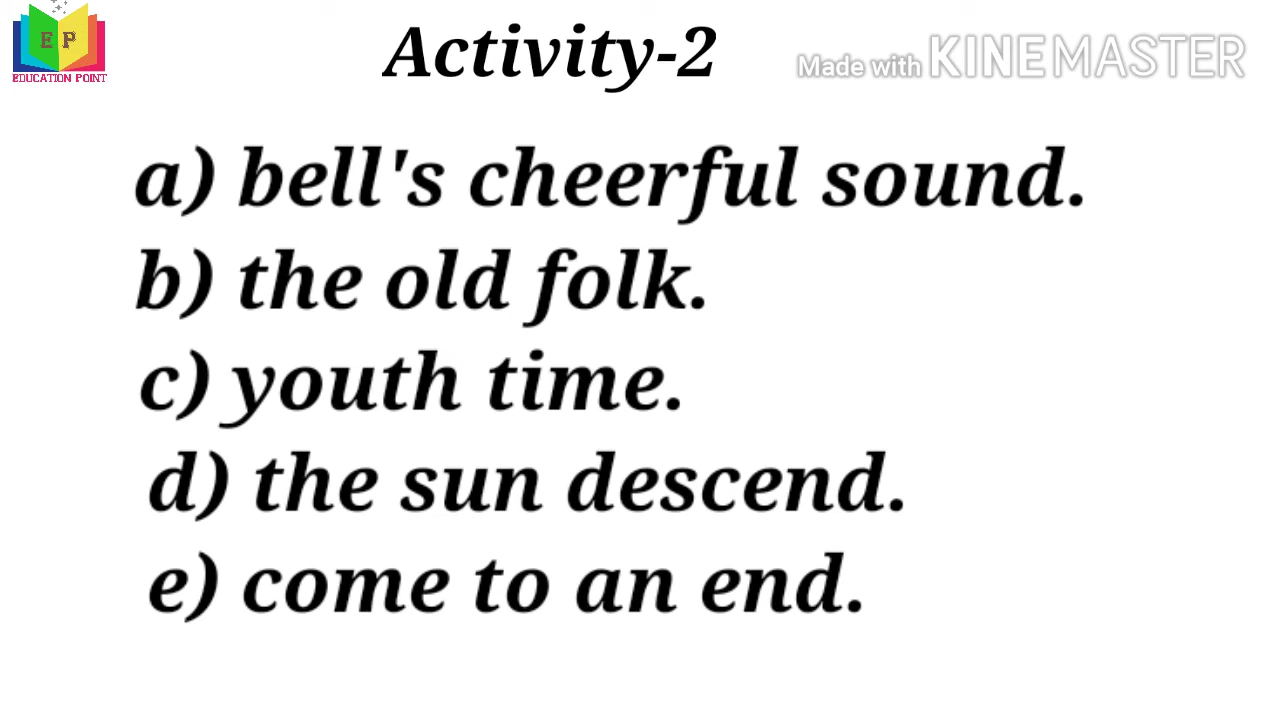 E P
EDUCATION POINT
Activity-2
Made with KINEMASTER
a) bell's cheerful sound.
b) the old folk.
c) youth time.
d) the sun descend.
e) come to an end.